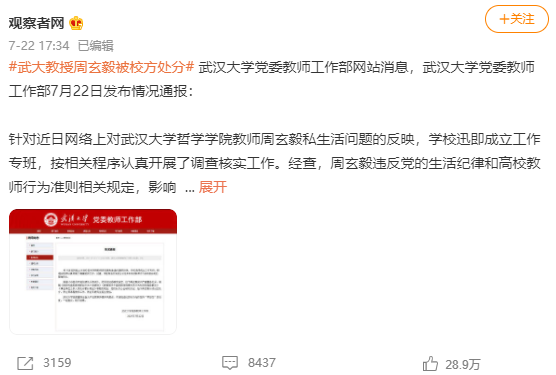 观察者网
+关注
7-22 17:34 已编辑
#武大教授周玄毅被校方处分# 武汉大学党委教师工作部网站消息，武汉大学党委教师
工作部7月22日发布情况通报：
针对近日网络上对武汉大学哲学学院教师周玄毅私生活问题的反映，学校迅即成立工作
专班，按相关程序认真开展了调查核实工作。经查，周玄毅违反党的生活纪律和高校教
师行为准则相关规定，影响 ... 展开
武汉大学 党委教师工作部
3159
8437
28.9万